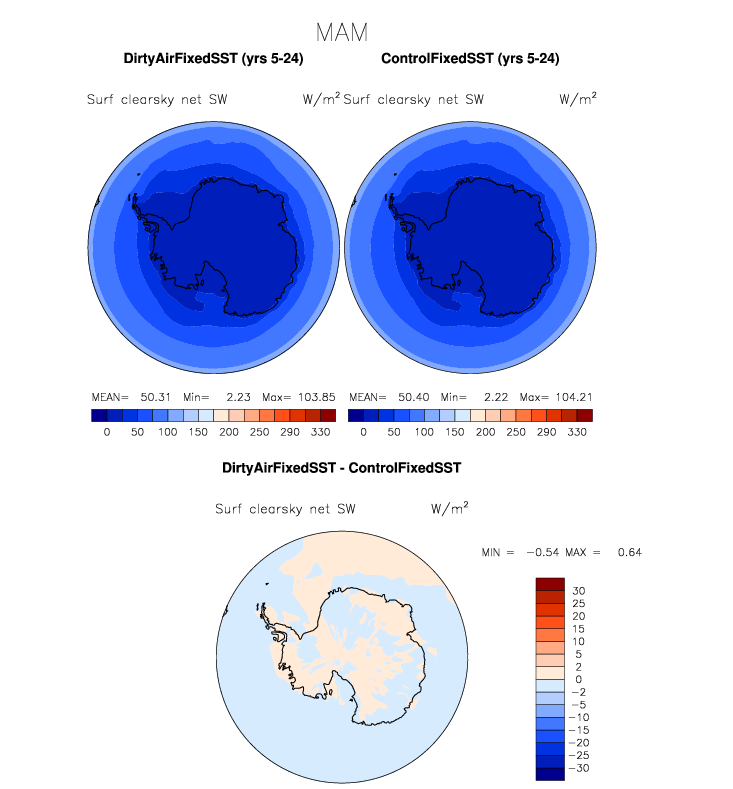 MAM
DirtyAirFixedSST (yrs 5-24) ControlFixedSST (yrs 5-24)
Surf clearsky net SW W/m² Surf clearsky net SW W/m²
MEAN= 50.31 Min= 2.23 Max= 103.85 MEAN= 50.40 Min= 2.22 Max= 104.21
0 50 100 150 200 250 290 330 0 50 100 150 200 250 290 330
DirtyAirFixedSST - ControlFixedSST
Surf clearsky net SW W/m²
MIN = -0.54 MAX = 0.64
30
25
20
15
10
5
2
0
-2
-5
-10
-15
-20
-25
-30